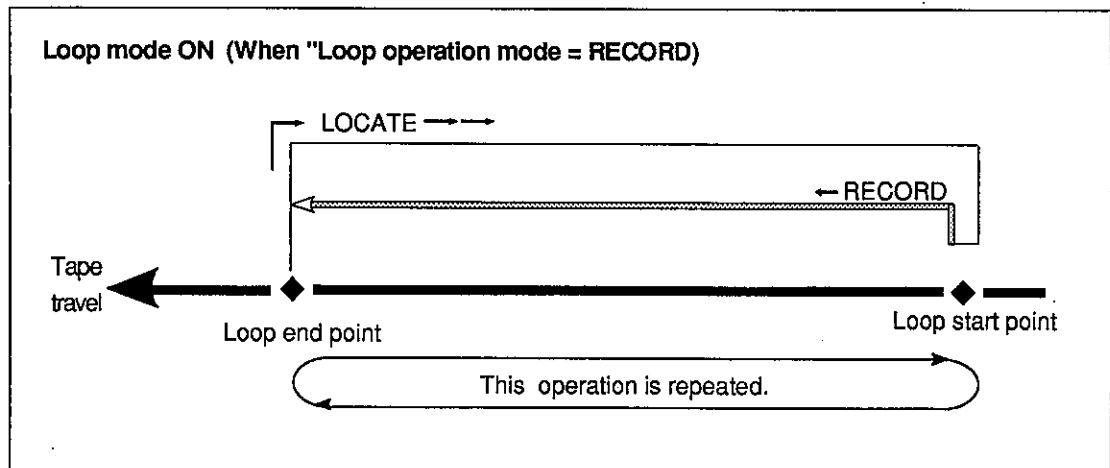 Loop mode ON (When "Loop operation mode = RECORD)
LOCATE
RECORD
Tape
travel
Loop end point
Loop start point
This operation is repeated.